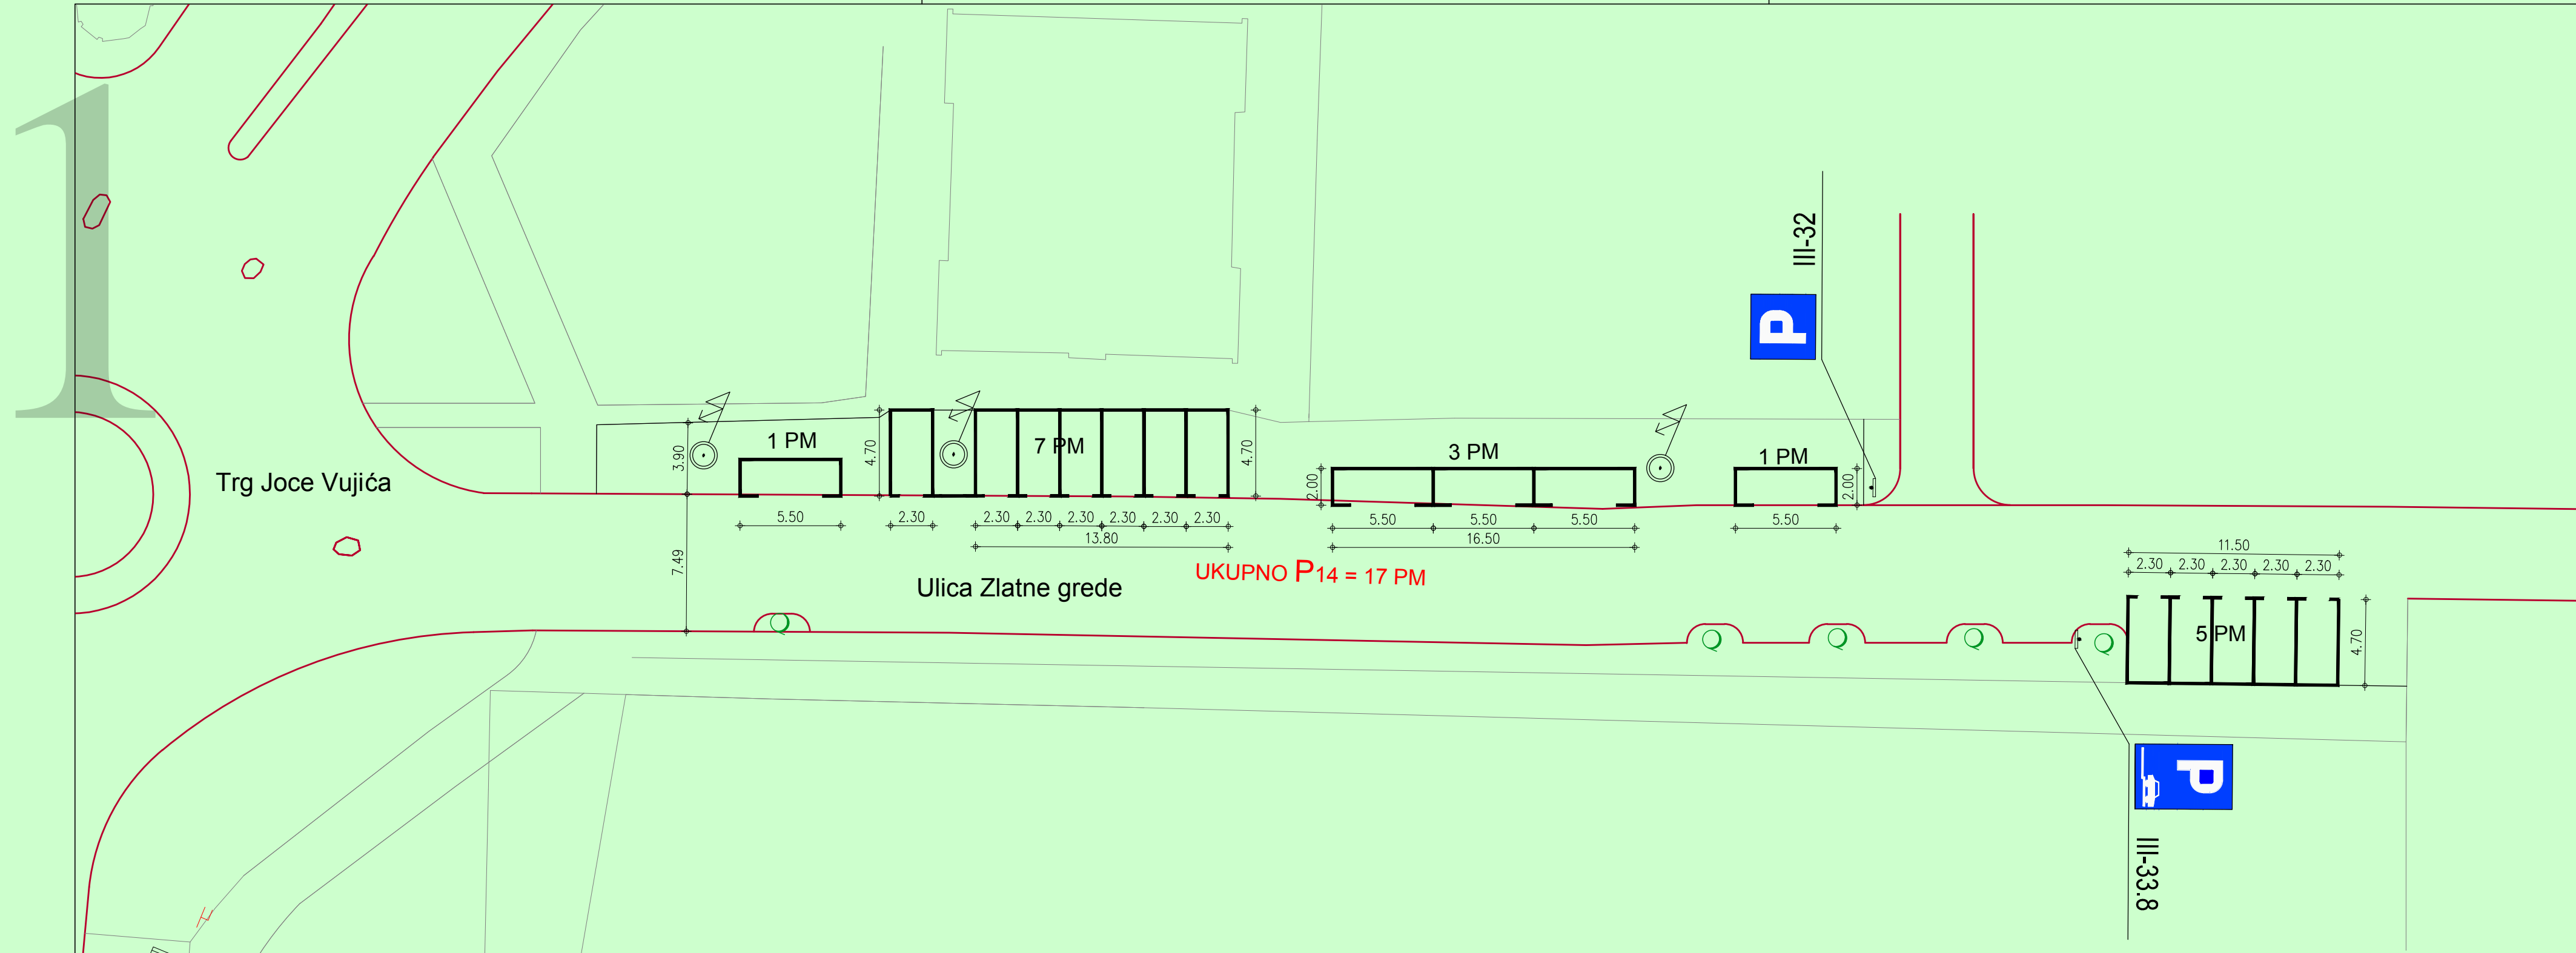 1
III-32
P
1 PM
7 PM
3 PM
1 PM
3.90
4.70
4.70
2.00
2.00
Trg Joce Vujića
5.50
2.30
2.30
2.30
2.30
2.30
2.30
2.30
13.80
5.50
5.50
5.50
16.50
5.50
7.49
UKUPNO P14 = 17 PM
Ulica Zlatne grede
11.50
2.30
2.30
2.30
2.30
2.30
5 PM
4.70
P
III-33.8